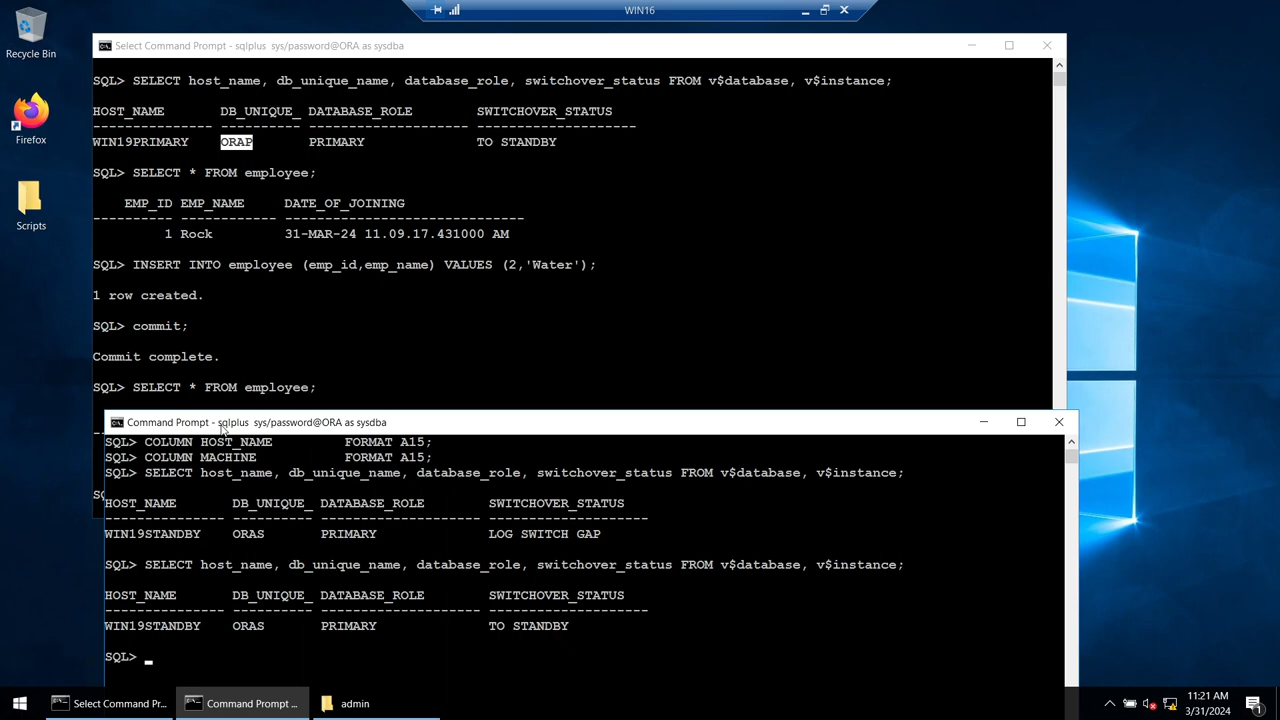 WIN16
Recycle Bin
Firefox
Scripts
Select Command Prompt - sqlplus sys/password@ORA as sysdba
SQL> SELECT host_name, db_unique_name, database_role, switchover_status FROM v$database, v$instance;
HOST_NAME DB_UNIQUE_ DATABASE_ROLE SWITCHOVER_STATUS
--------------- ---------- -------------------- --------------------
WIN19PRIMARY ORAP PRIMARY TO STANDBY
SQL> SELECT * FROM employee;
EMP_ID EMP_NAME DATE_OF_JOINING
---------- ------------ ------------------------------
1 Rock 31-MAR-24 11.09.17.431000 AM
SQL> INSERT INTO employee (emp_id,emp_name) VALUES (2,'Water');
1 row created.
SQL> commit;
Commit complete.
SQL> SELECT * FROM employee;
Command Prompt - sqlplus sys/password@ORA as sysdba
SQL> COLUMN HOST_NAME FORMAT A15;
SQL> COLUMN MACHINE FORMAT A15;
SQL> SELECT host_name, db_unique_name, database_role, switchover_status FROM v$database, v$instance;
HOST_NAME DB_UNIQUE_ DATABASE_ROLE SWITCHOVER_STATUS
--------------- ---------- -------------------- --------------------
WIN19STANDBY ORAS PRIMARY LOG SWITCH GAP
SQL> SELECT host_name, db_unique_name, database_role, switchover_status FROM v$database, v$instance;
HOST_NAME DB_UNIQUE_ DATABASE_ROLE SWITCHOVER_STATUS
--------------- ---------- -------------------- --------------------
WIN19STANDBY ORAS PRIMARY TO STANDBY
SQL>
Select Command Pr... Command Prompt ... admin
11:21 AM
3/31/2024
1